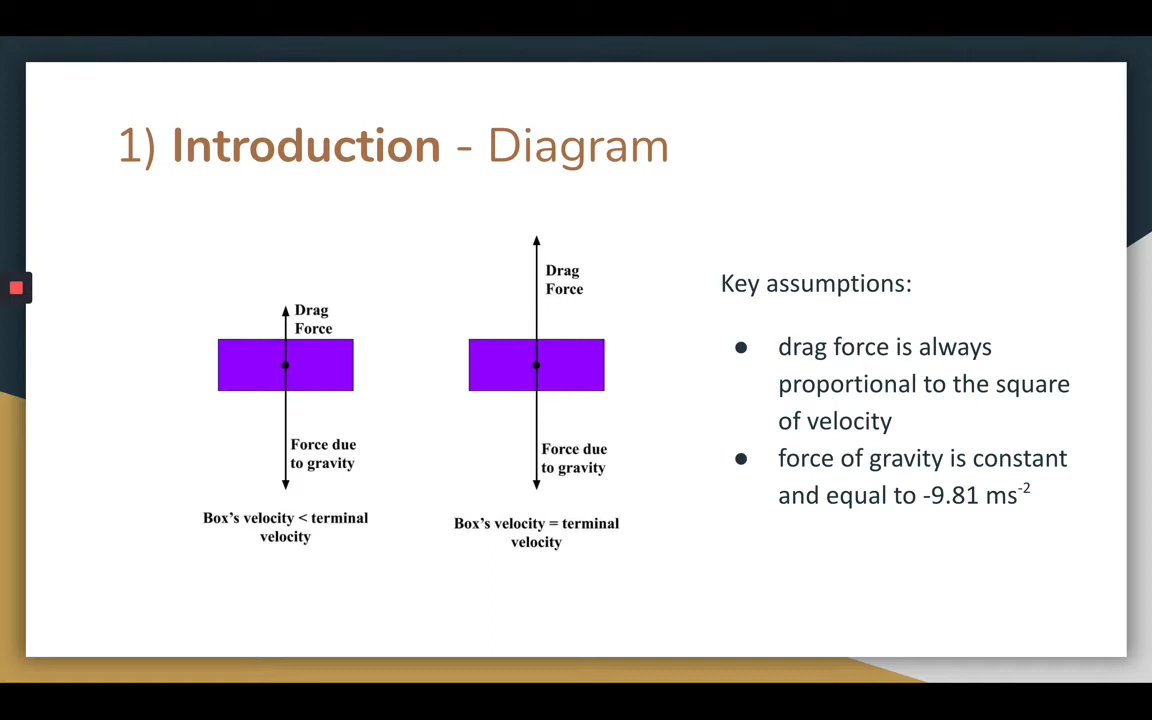 1) Introduction - Diagram
Drag
Force
Force due
to gravity
Box's velocity < terminal
velocity
Drag
Force
Force due
to gravity
Box's velocity = terminal
velocity
Key assumptions:
● drag force is always
proportional to the square
of velocity
● force of gravity is constant
and equal to -9.81 ms⁻²